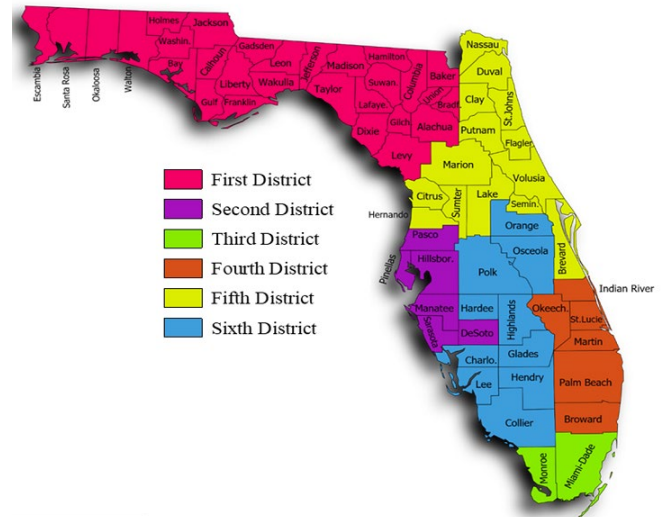 Holmes
Jackson
Washin.
Bay
Calhoun
Gadsden
Leon
Liberty
Wakulla
Gulf
Franklin
Jefferson
Madison
Taylor
Hamilton
Suwan.
Columbia
Baker
Lafaye.
Union
Bradf.
Dixie
Gilch.
Alachua
Levy
Escambia
Santa Rosa
Okaloosa
Walton
Nassau
Duval
Clay
St.Johns
Putnam
Flagler
Marion
Volusia
Citrus
Sumter
Lake
Hernando
Semin.
Orange
Brevard
Pasco
Hillsbor.
Pinellas
Polk
Osceola
Indian River
Manatee
Hardee
Highlands
Okeech.
St.Lucie
Sarasota
DeSoto
Martin
Charlo.
Glades
Lee
Hendry
Palm Beach
Collier
Broward
Monroe
Miami-Dade
First District
Second District
Third District
Fourth District
Fifth District
Sixth District